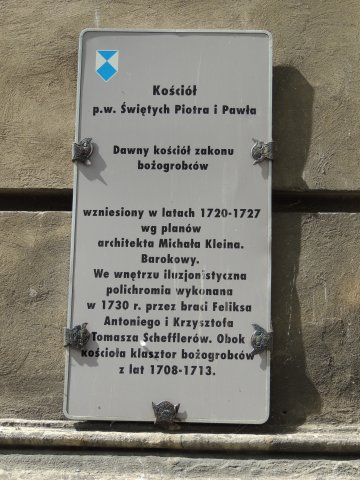 Kościół
p.w. Świętych Piotra i Pawła
Dawny kościół zakonu
bożogrobców
wzniesiony w latach 1720-1727
wg planów
architekta Michała Kleina.
Barokowy.
We wnętrzu iluzjonistyczna
polichromia wykonana
w 1730 r. przez braci Feliksa
Antoniego i Krzysztofa
Tomasza Schefflerów. Obok
kościoła klasztor bożogrobców
z lat 1708-1713.